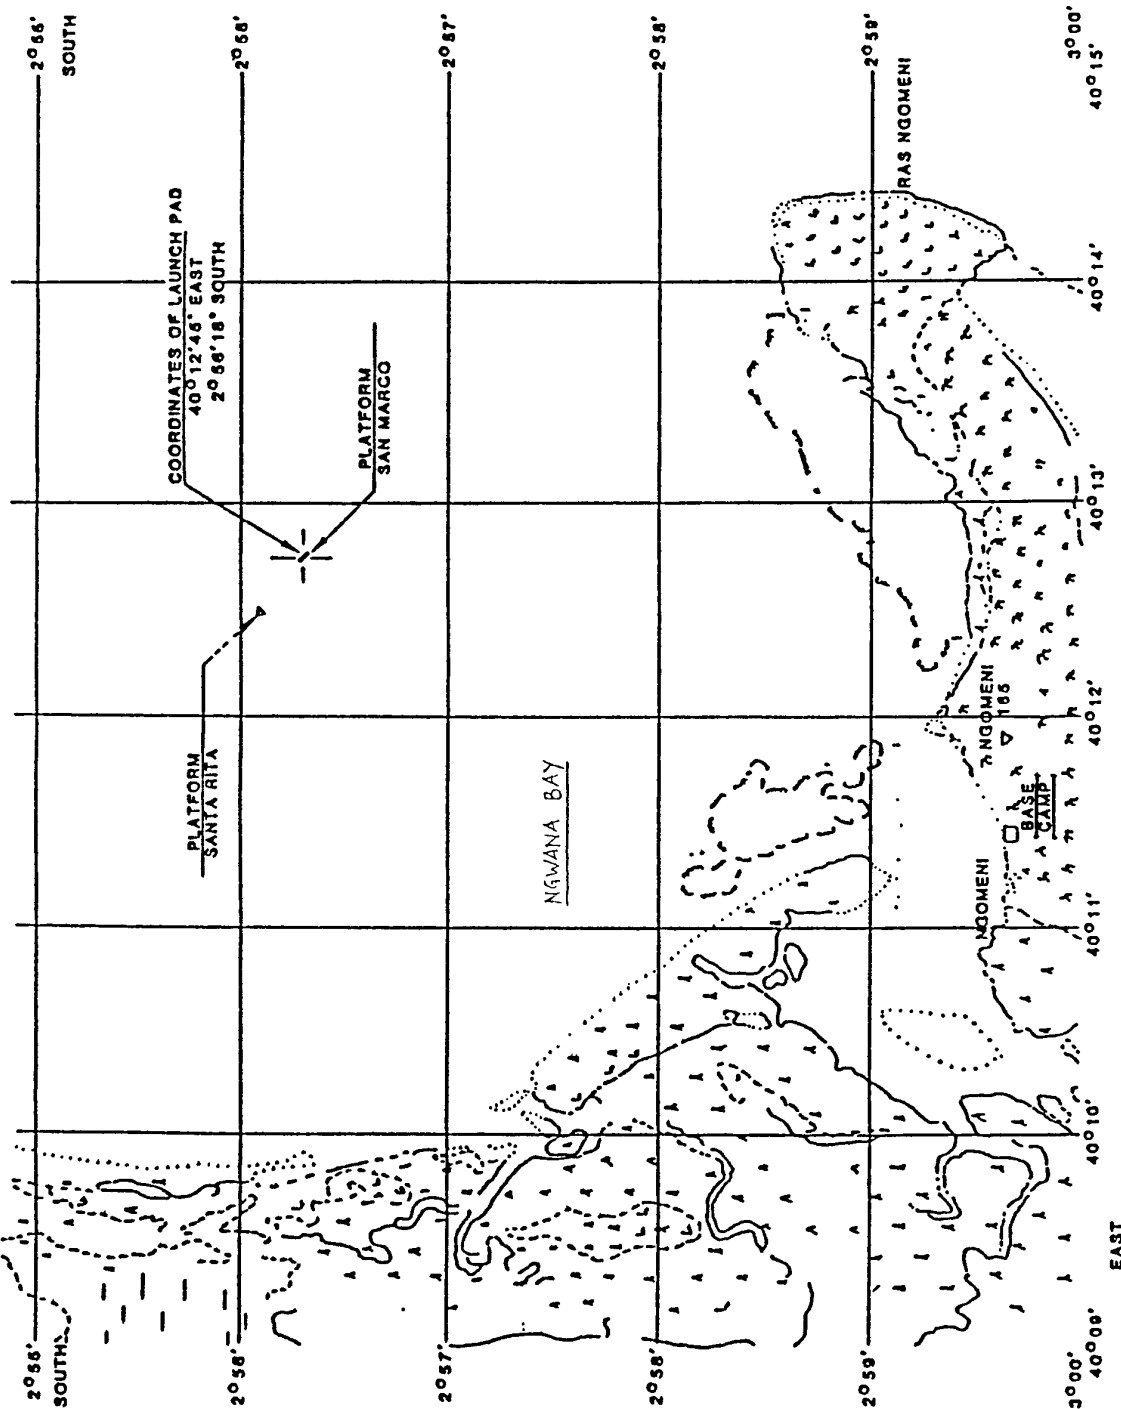 2°55' 2°55'
SOUTH SOUTH
COORDINATES OF LAUNCH PAD
40°12'45" EAST
2°56'18" SOUTH
PLATFORM
SANTA RITA
2°56' 2°56'
PLATFORM
SAN MARCO
2°57' 2°57'
NGWANA BAY
2°58' 2°58'
2°59' 2°59'
RAS NGOMENI
NGOMENI NGOMENI
165
BASE
CAMP
3°00' 3°00'
40°09' 40°10' 40°11' 40°12' 40°13' 40°14' 40°15'
EAST